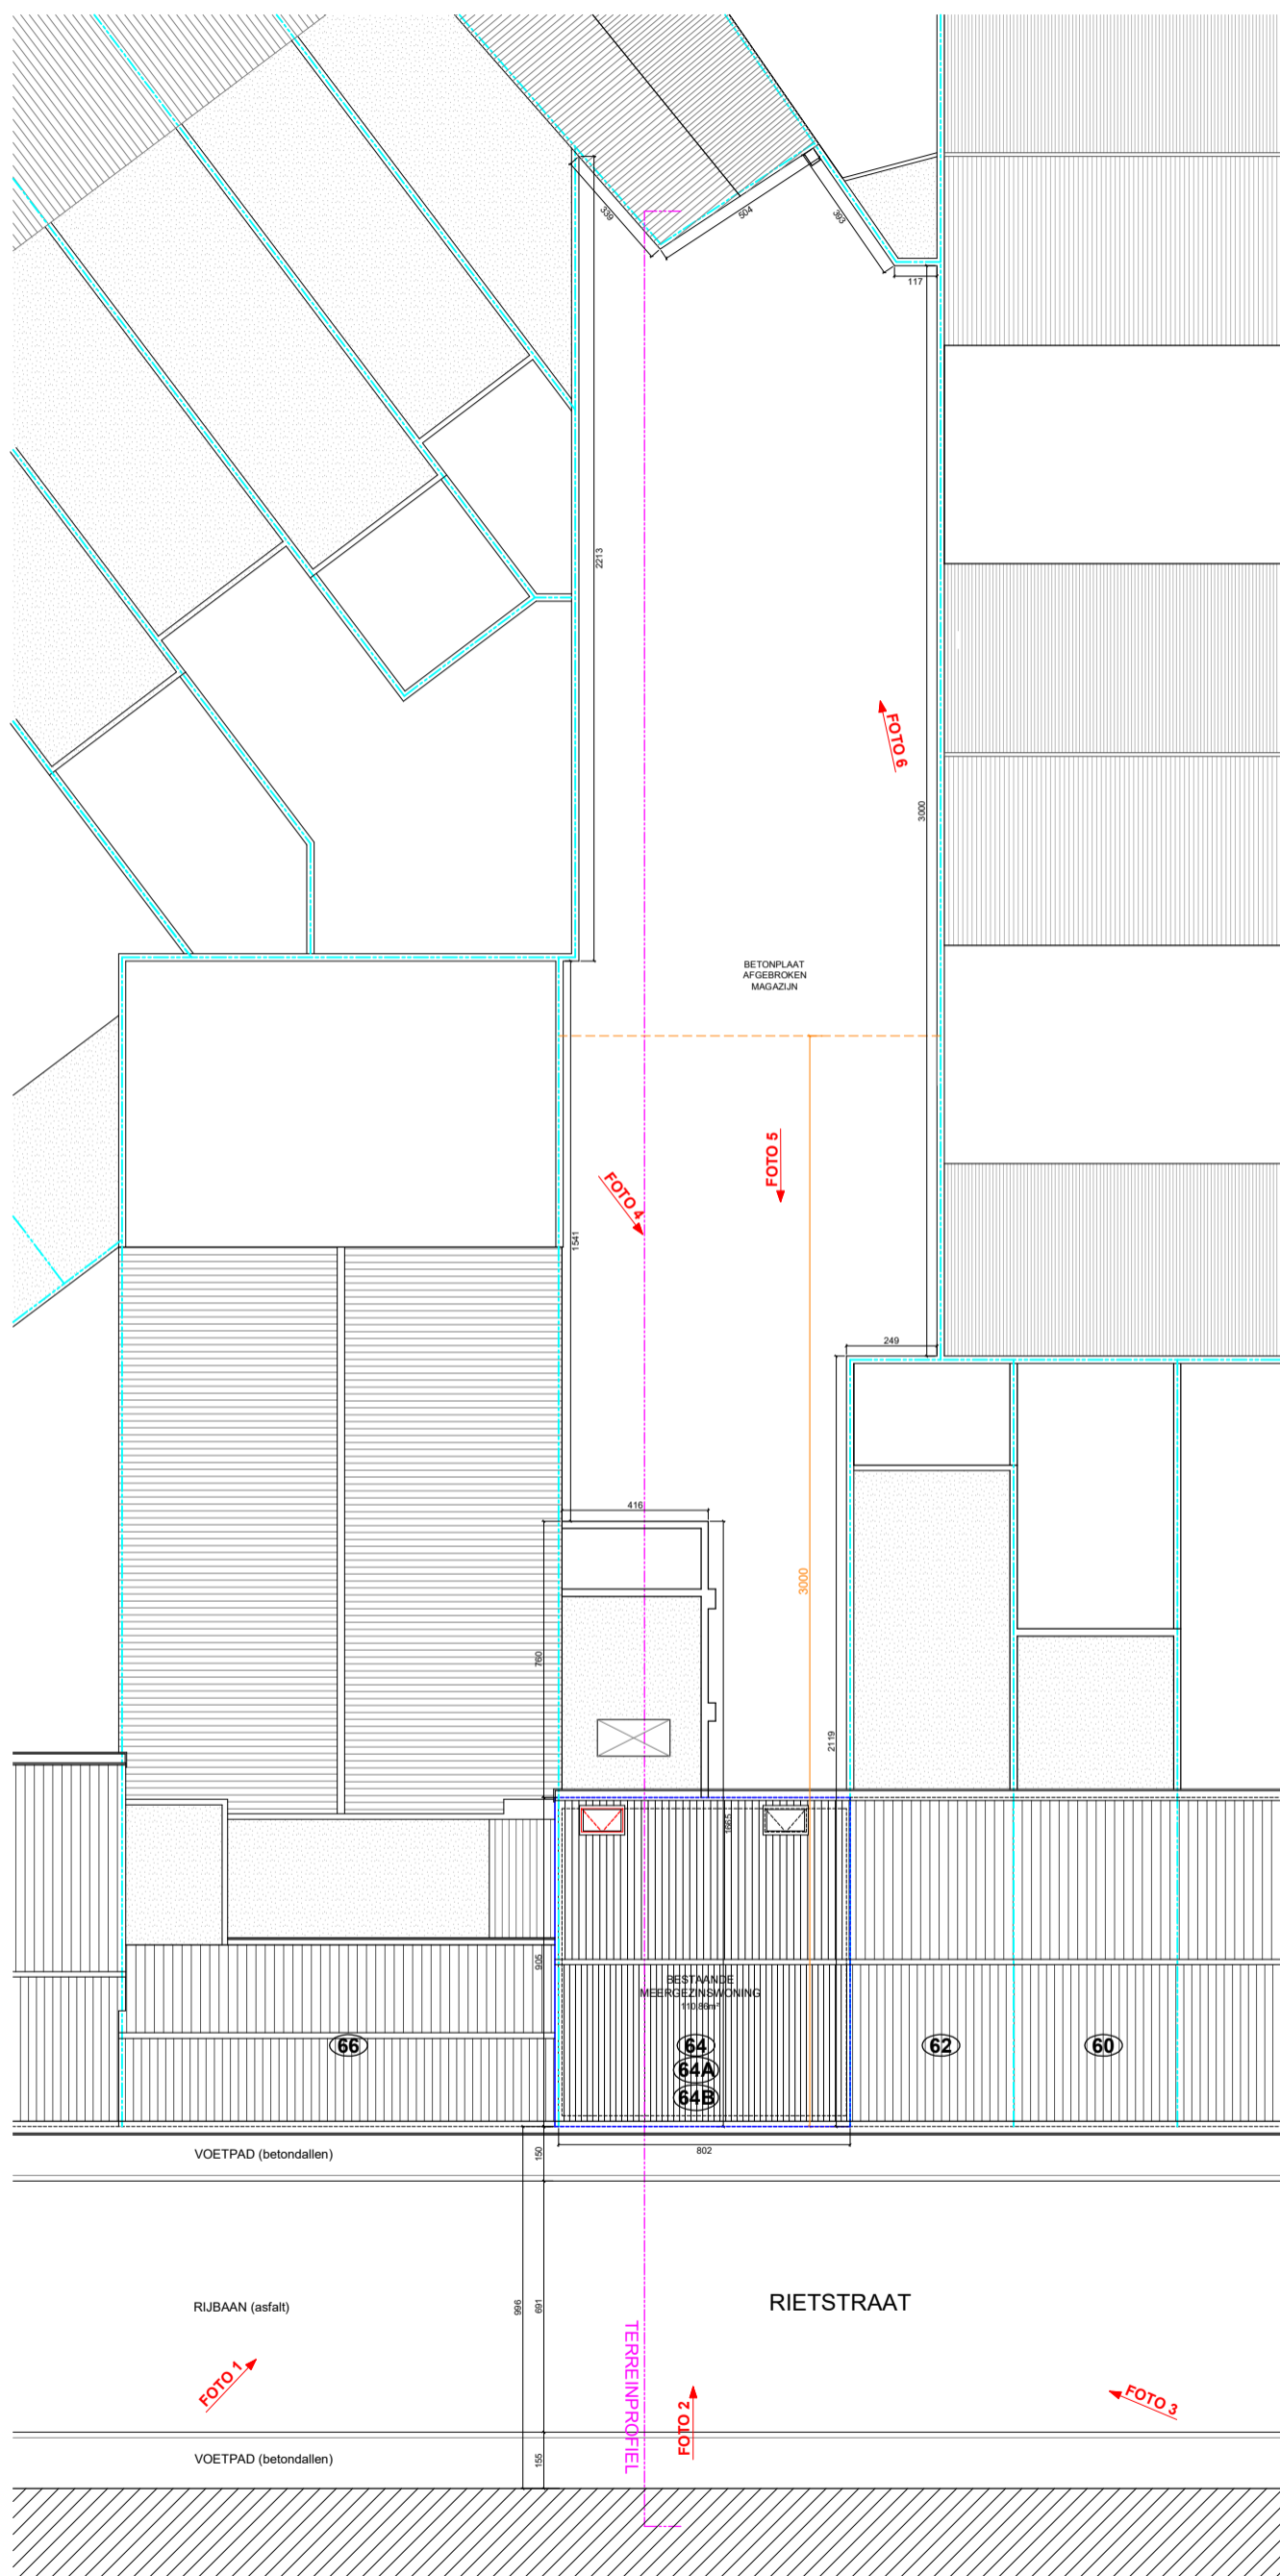 339
504
393
117
2213
FOTO 6
3000
BETONPLAAT
AFGEBROKEN
MAGAZIJN
FOTO 5
FOTO 4
1541
249
416
3000
760
2119
1665
905
BESTAANDE
MEERGEZINSWONING
110.86m²
66
64
62
60
64A
64B
802
VOETPAD (betondallen)
150
RIETSTRAAT
RIJBAAN (asfalt)
996
691
TERREINPROFIEL
FOTO 1
FOTO 2
FOTO 3
VOETPAD (betondallen)
155